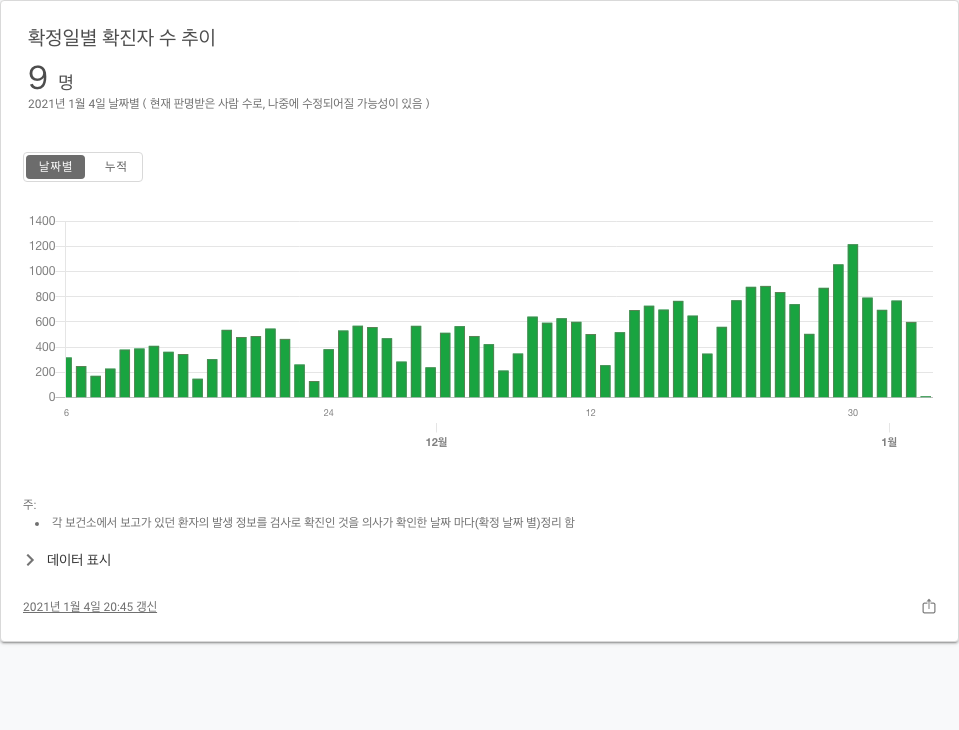 확정일별 확진자 수 추이
9 명
2021년 1월 4일 날짜별 ( 현재 판명받은 사람 수로, 나중에 수정되어질 가능성이 있음 )
날짜별 누적
1400
1200
1000
800
600
400
200
0
6 24 12 30
12월 1월
주:
• 각 보건소에서 보고가 있던 환자의 발생 정보를 검사로 확진인 것을 의사가 확인한 날짜 마다(확정 날짜 별)정리 함
데이터 표시
2021년 1월 4일 20:45 갱신